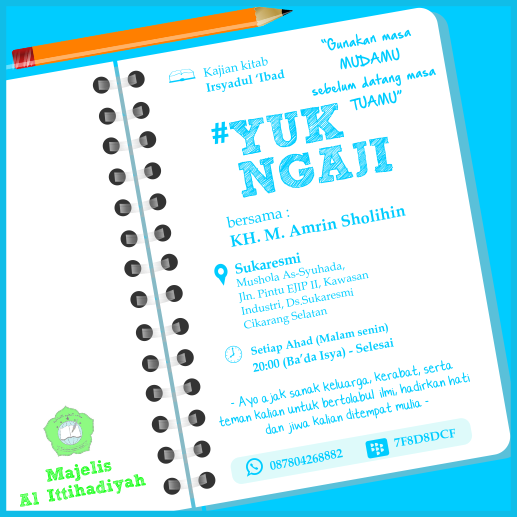 "Gunakan masa
MUDAMU
sebelum datang masa
TUAMU"
Kajian kitab
Irsyadul 'Ibad
#YUK
NGAJI
bersama :
KH. M. Amrin Sholihin
Sukaresmi
Mushola As-Syuhada,
Jln. Pintu EJIP II, Kawasan
Industri, Ds.Sukaresmi
Cikarang Selatan
Setiap Ahad (Malam senin)
20:00 (Ba'da Isya) - Selesai
- Ayo ajak sanak keluarga, kerabat, serta
teman kalian untuk bertolabul ilmi, hadirkan hati
dan jiwa kalian ditempat mulia -
087804268882
7F8D8DCF
Majelis
Al Ittihadiyah